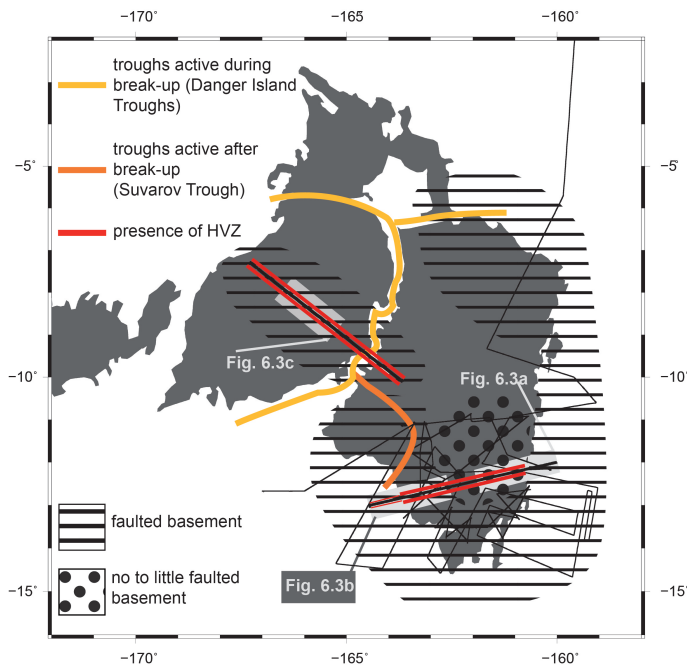 −170° −165° −160°
troughs active during
break-up (Danger Island
Troughs)
troughs active after
break-up
(Suvarov Trough)
presence of HVZ
−5° −5°
Fig. 6.3c
Fig. 6.3a
−10° −10°
faulted basement
no to little faulted
basement
Fig. 6.3b
−15° −15°
−170° −165° −160°